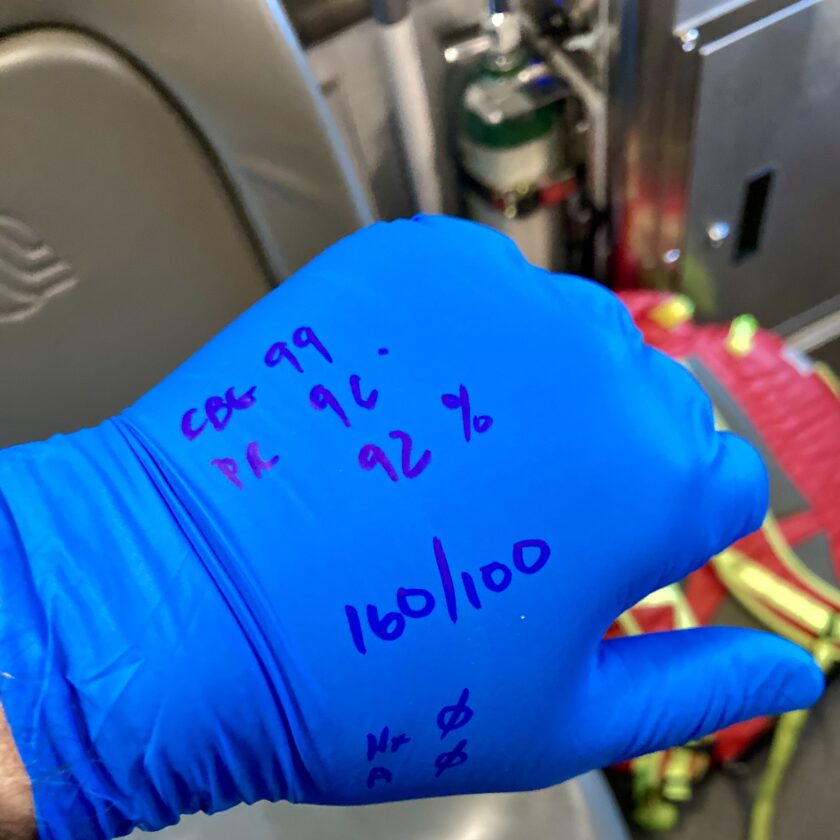 CBG 99
PR 96
92 %
160/100
Hx Ø
A Ø